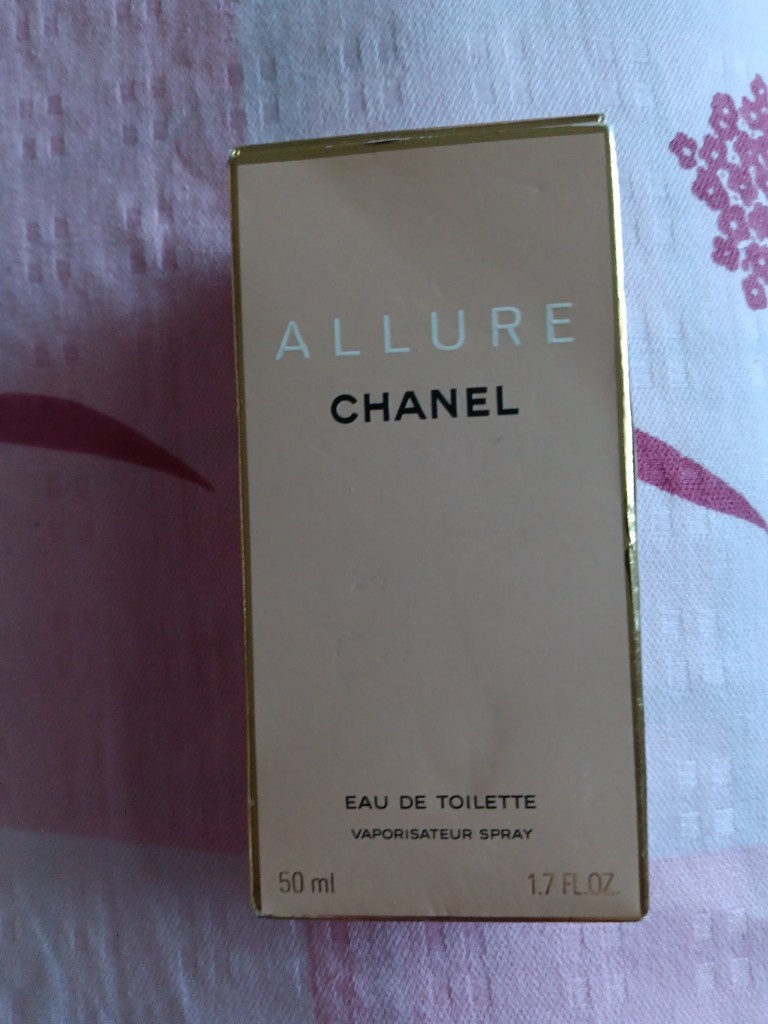 ALLURE
CHANEL
EAU DE TOILETTE
VAPORISATEUR SPRAY
50 ml 1.7 FL.OZ.